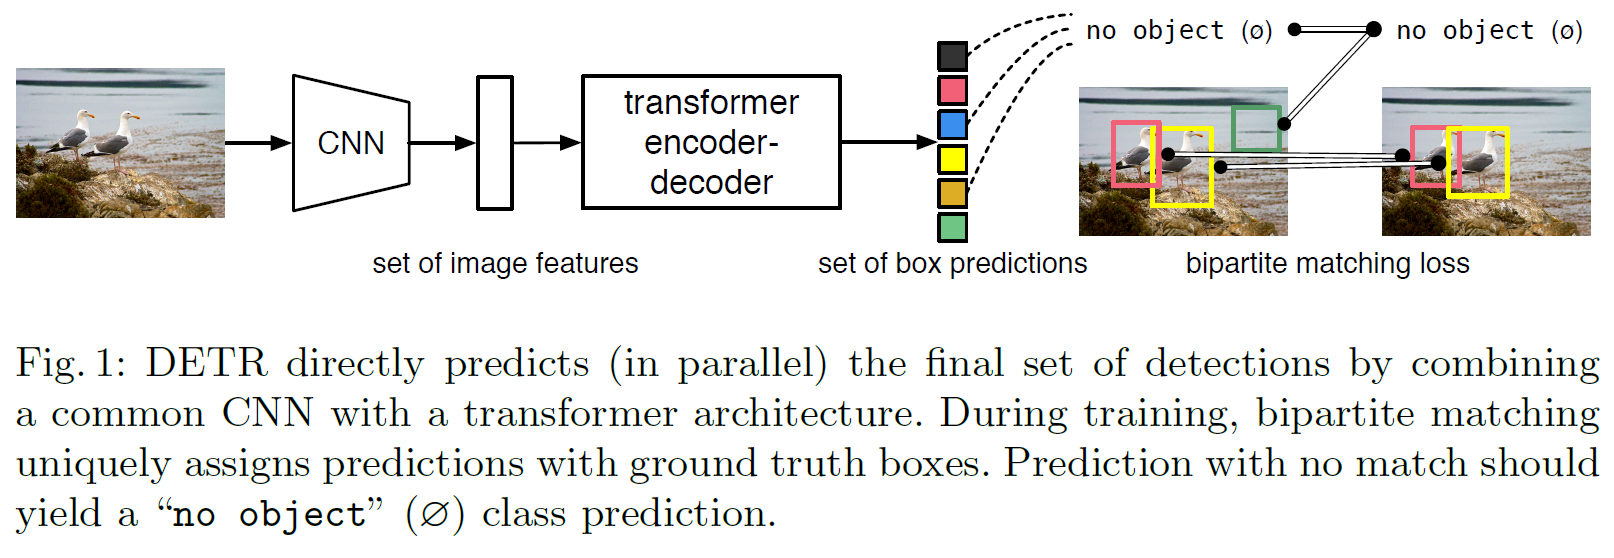 no object (ø)
no object (ø)
CNN
transformer
encoder-
decoder
set of image features
set of box predictions
bipartite matching loss
Fig. 1: DETR directly predicts (in parallel) the final set of detections by combining
a common CNN with a transformer architecture. During training, bipartite matching
uniquely assigns predictions with ground truth boxes. Prediction with no match should
yield a “no object” (∅) class prediction.